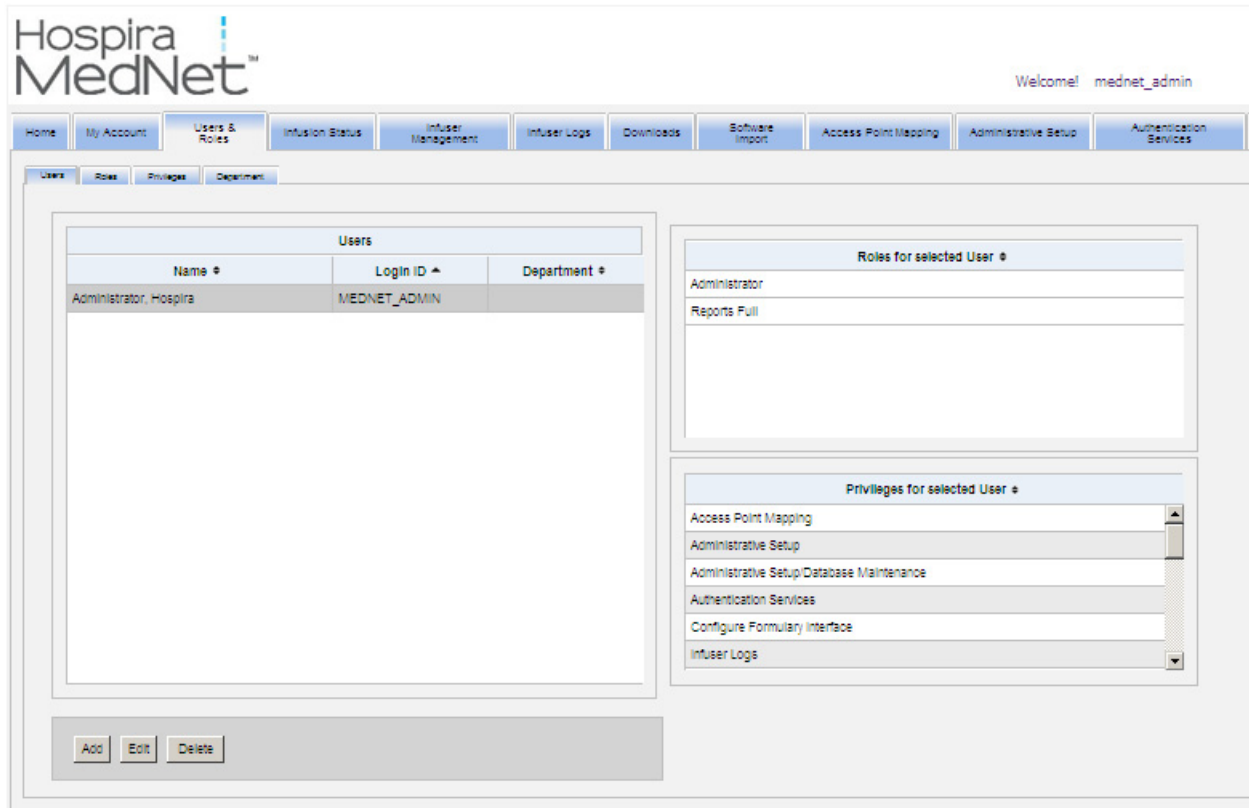 Hospira
MedNet™
Welcome! mednet_admin
Home My Account Users & Roles Infusion Status Infuser Management Infuser Logs Downloads Software Import Access Point Mapping Administrative Setup Authentication Services
Users Roles Privileges Department
Users
Name Login ID Department
Administrator, Hospira MEDNET_ADMIN
Roles for selected User
Administrator
Reports Full
Privileges for selected User
Access Point Mapping
Administrative Setup
Administrative Setup/Database Maintenance
Authentication Services
Configure Formulary Interface
Infuser Logs
Add Edit Delete